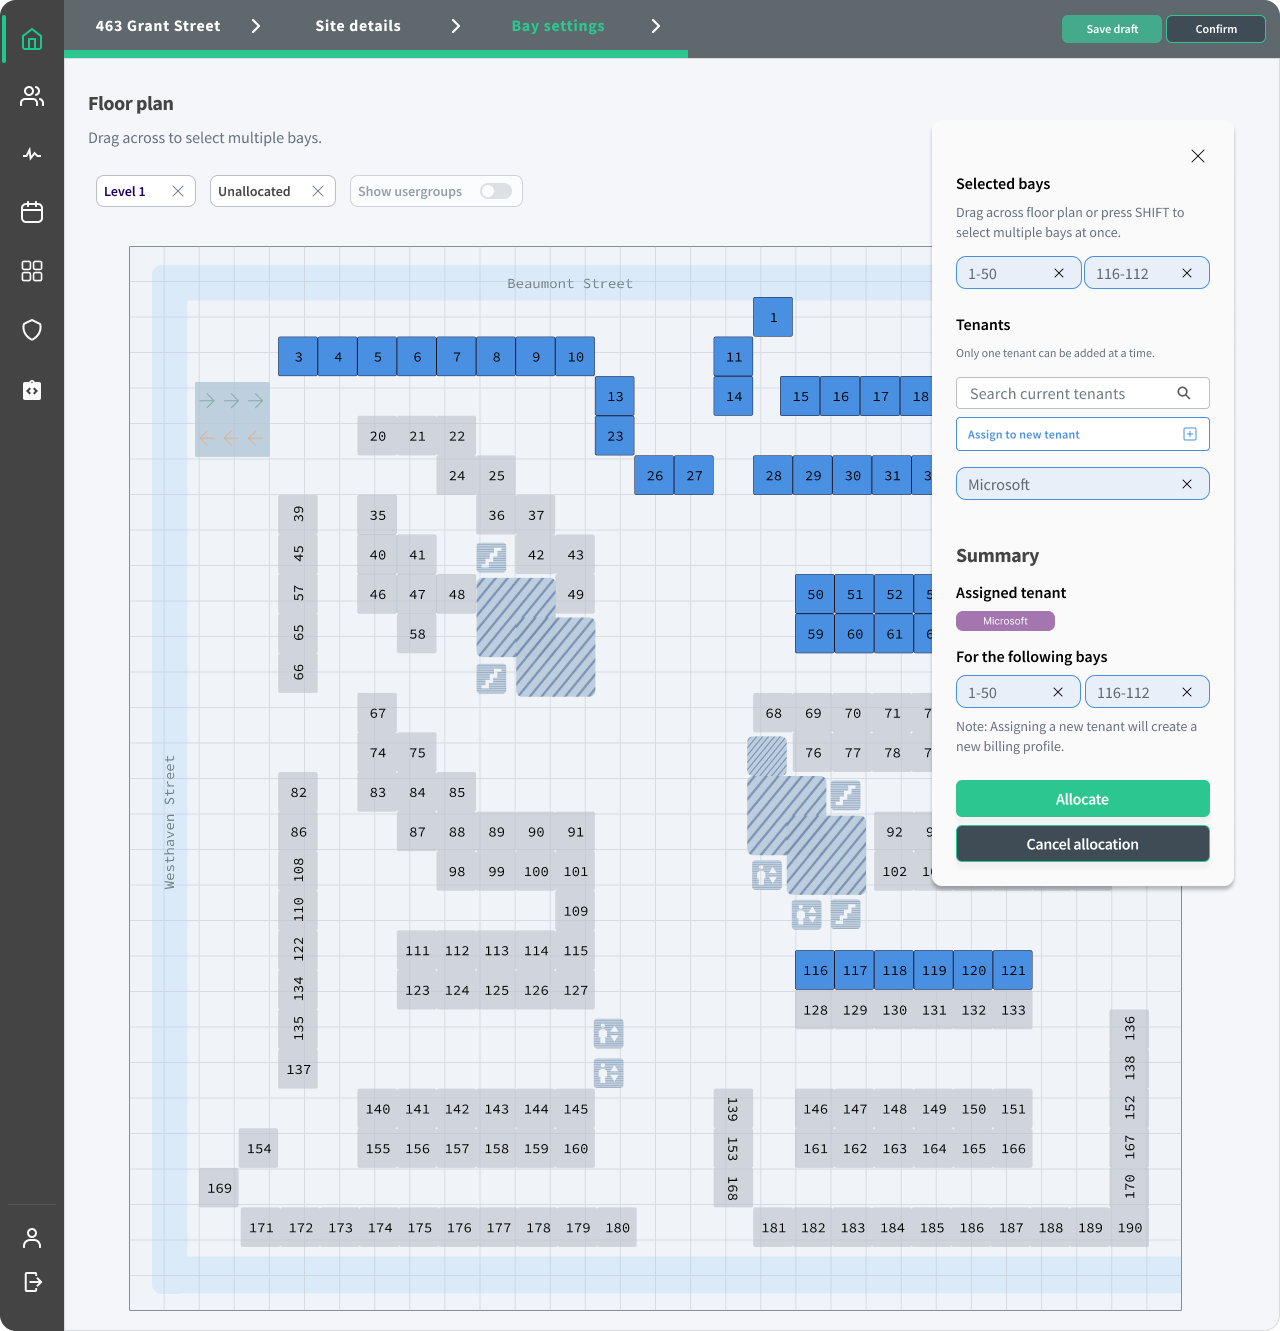 463 Grant Street
Site details
Bay settings
Save draft
Confirm
Floor plan
Drag across to select multiple bays.
Level 1
Unallocated
Show usergroups
Beaumont Street
1
3 4 5 6 7 8 9 10
11
13
14
15 16 17 18
20 21 22
23
24 25
26 27
28 29 30 31
39
35
36 37
45
40 41
42 43
57
46 47 48
49
50 51 52
65
58
59 60 61
66
67
68 69 70 71
74 75
76 77 78
Westhaven Street
82
83 84 85
86
87 88 89 90 91
92
108
98 99 100 101
102
110
109
122
111 112 113 114 115
116 117 118 119 120 121
134
123 124 125 126 127
128 129 130 131 132 133
135
136
137
138
140 141 142 143 144 145
139
146 147 148 149 150 151
152
154
155 156 157 158 159 160
153
161 162 163 164 165 166
167
169
168
170
171 172 173 174 175 176 177 178 179 180
181 182 183 184 185 186 187 188 189 190
Selected bays
Drag across floor plan or press SHIFT to
select multiple bays at once.
1-50
116-112
Tenants
Only one tenant can be added at a time.
Search current tenants
Assign to new tenant
Microsoft
Summary
Assigned tenant
Microsoft
For the following bays
1-50
116-112
Note: Assigning a new tenant will create a
new billing profile.
Allocate
Cancel allocation